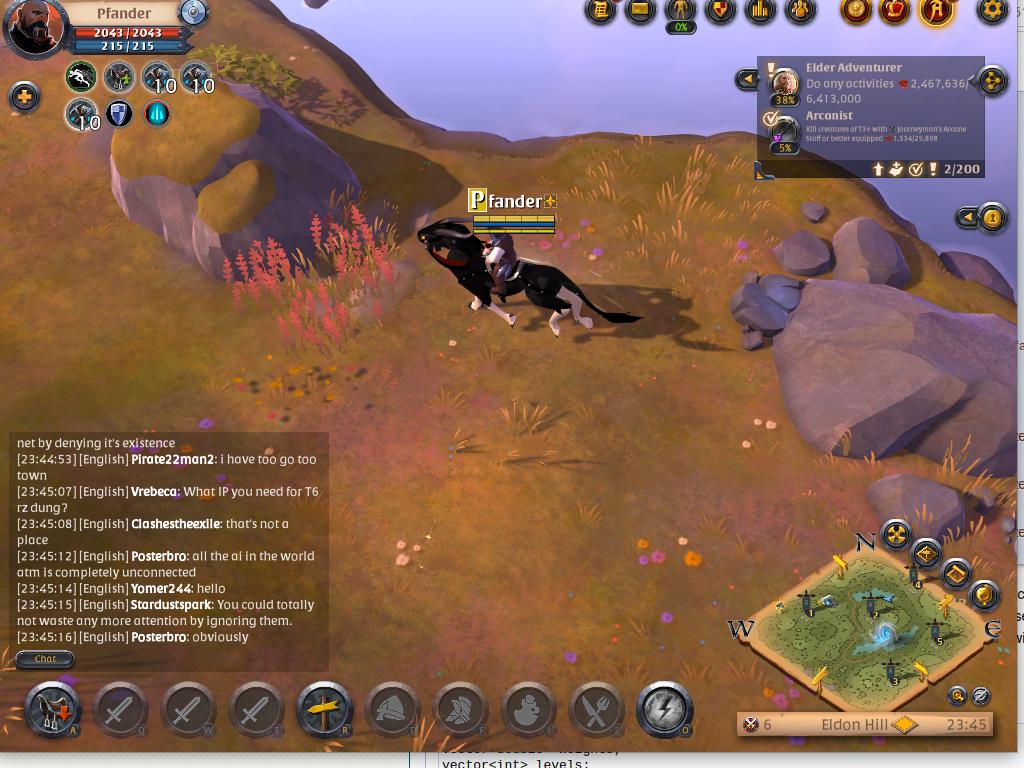 Pfander
2043 / 2043
215 / 215
0%
10
10
10
Elder Adventurer
Do any activities 2,467,636/
6,413,000
38%
Arcanist
Kill creatures of T3+ with Journeyman's Arcane
Staff or better equipped 1,534/25,898
5%
2/200
Pfander
net by denying it's existence
[23:44:53] [English] Pirate22man2: i have too go too
town
[23:45:07] [English] Vrebeca: What IP you need for T6
rz dung?
[23:45:08] [English] Clashestheexile: that's not a
place
[23:45:12] [English] Posterbro: all the ai in the world
atm is completely unconnected
[23:45:14] [English] Yomer244: hello
[23:45:15] [English] Stardustspark: You could totally
not waste any more attention by ignoring them.
[23:45:16] [English] Posterbro: obviously
Chat
N
W
E
1
2
3
4
5
A
Q
W
E
R
D
F
2
O
6
Eldon Hill
23:45
vector<int> levels;